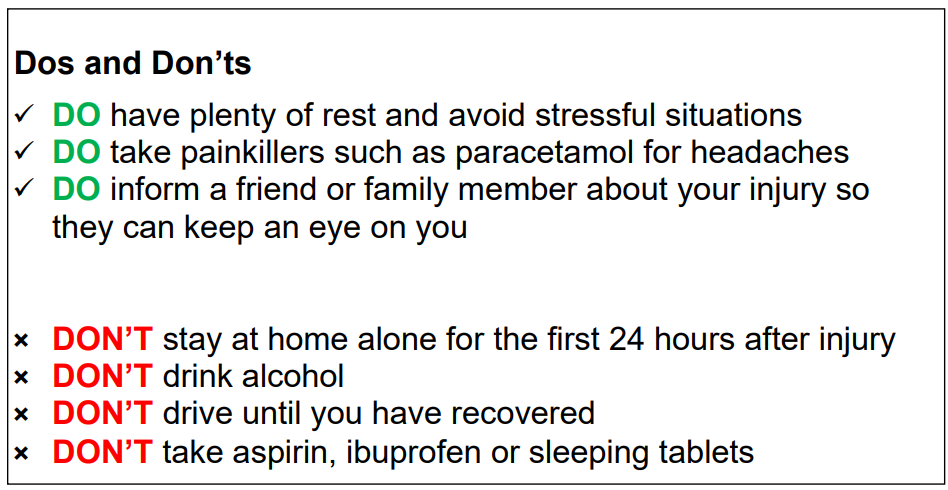 Dos and Don’ts
✓ DO have plenty of rest and avoid stressful situations
✓ DO take painkillers such as paracetamol for headaches
✓ DO inform a friend or family member about your injury so
they can keep an eye on you
× DON’T stay at home alone for the first 24 hours after injury
× DON’T drink alcohol
× DON’T drive until you have recovered
× DON’T take aspirin, ibuprofen or sleeping tablets